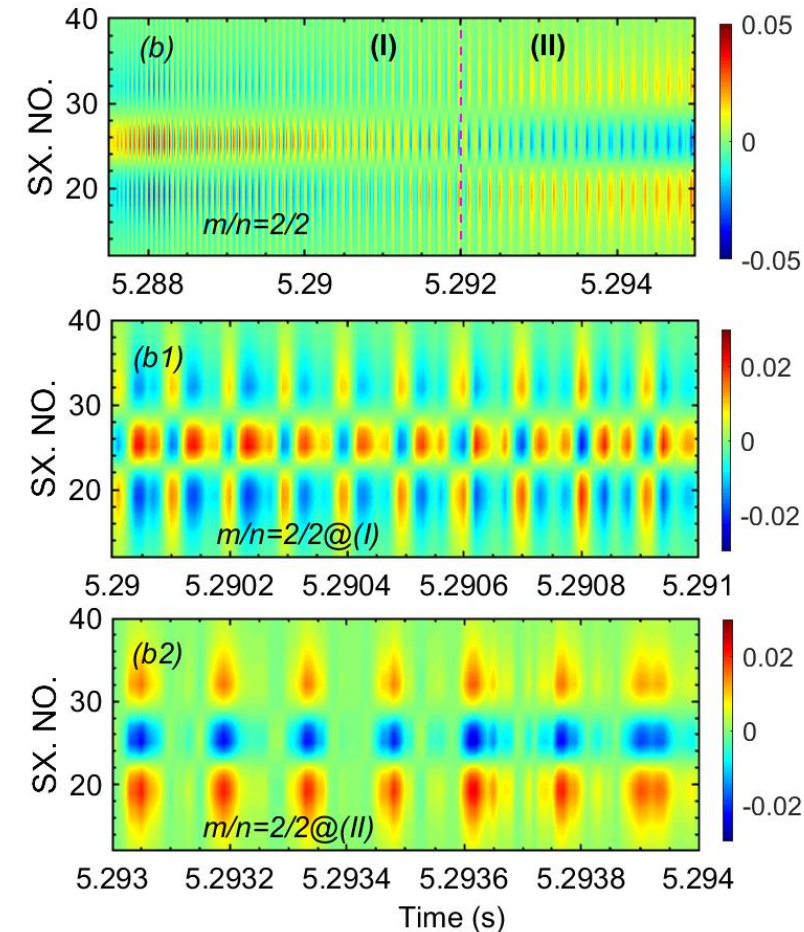 (b)
(I)
(II)
m/n=2/2
SX. NO.
40
30
20
5.288
5.29
5.292
5.294
0.05
0
-0.05
(b1)
m/n=2/2@(I)
SX. NO.
40
30
20
5.29
5.2902
5.2904
5.2906
5.2908
5.291
0.02
0
-0.02
(b2)
m/n=2/2@(II)
SX. NO.
40
30
20
5.293
5.2932
5.2934
5.2936
5.2938
5.294
0.02
0
-0.02
Time (s)